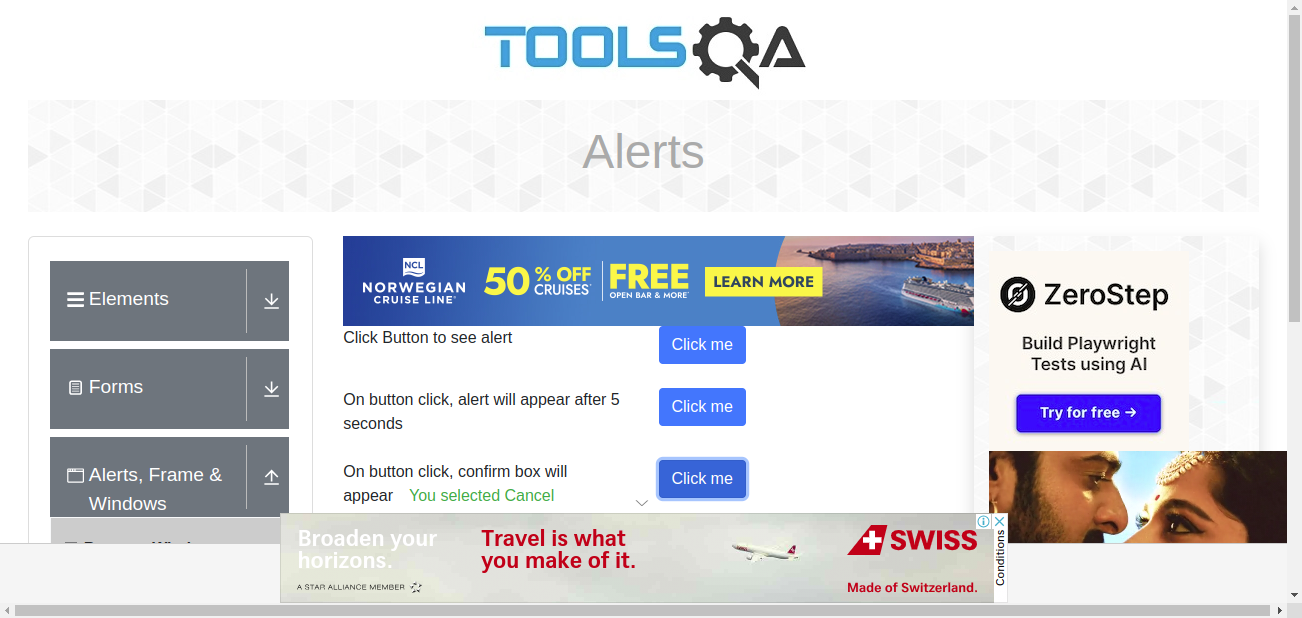 TOOLSQA
Alerts
Elements
Forms
Alerts, Frame &
Windows
NCL
NORWEGIAN
CRUISE LINE
50% OFF
CRUISES
FREE
OPEN BAR & MORE
LEARN MORE
Click Button to see alert
Click me
On button click, alert will appear after 5
seconds
Click me
On button click, confirm box will
appear You selected Cancel
Click me
ZeroStep
Build Playwright
Tests using AI
Try for free →
Broaden your
horizons.
A STAR ALLIANCE MEMBER
Travel is what
you make of it.
SWISS
Made of Switzerland.
Conditions